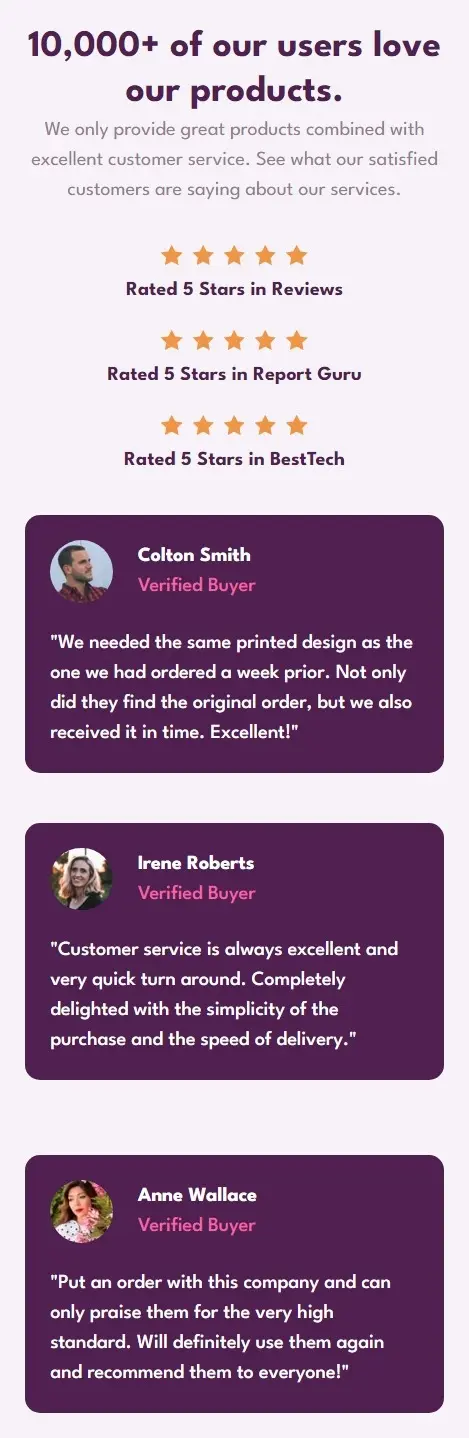 10,000+ of our users love
our products.
We only provide great products combined with
excellent customer service. See what our satisfied
customers are saying about our services.
Rated 5 Stars in Reviews
Rated 5 Stars in Report Guru
Rated 5 Stars in BestTech
Colton Smith
Verified Buyer
"We needed the same printed design as the
one we had ordered a week prior. Not only
did they find the original order, but we also
received it in time. Excellent!"
Irene Roberts
Verified Buyer
"Customer service is always excellent and
very quick turn around. Completely
delighted with the simplicity of the
purchase and the speed of delivery."
Anne Wallace
Verified Buyer
"Put an order with this company and can
only praise them for the very high
standard. Will definitely use them again
and recommend them to everyone!"